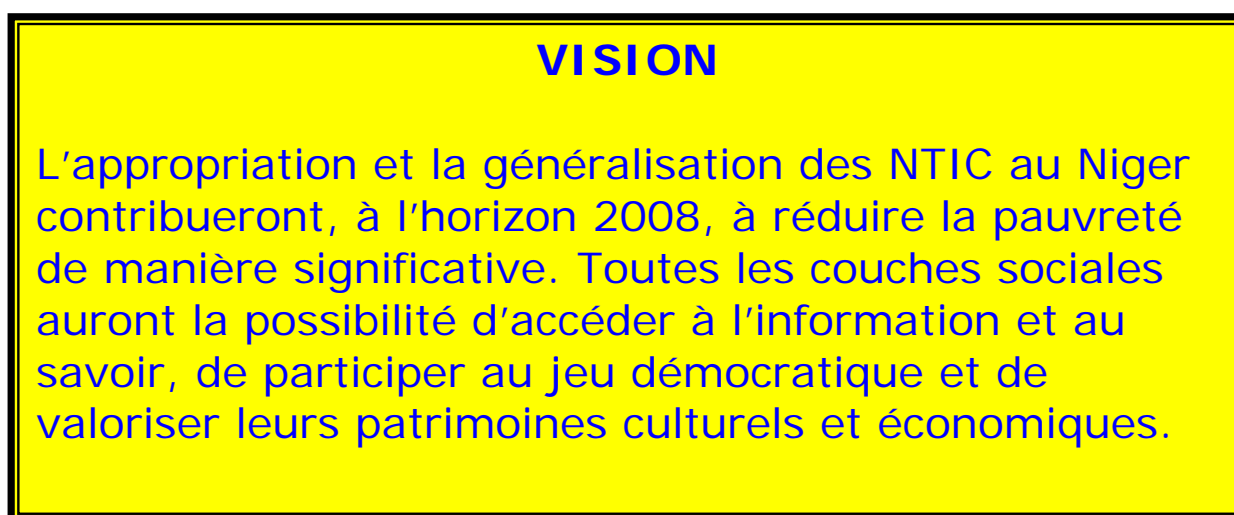 VISION
L’appropriation et la généralisation des NTIC au Niger
contribueront, à l’horizon 2008, à réduire la pauvreté
de manière significative. Toutes les couches sociales
auront la possibilité d’accéder à l’information et au
savoir, de participer au jeu démocratique et de
valoriser leurs patrimoines culturels et économiques.